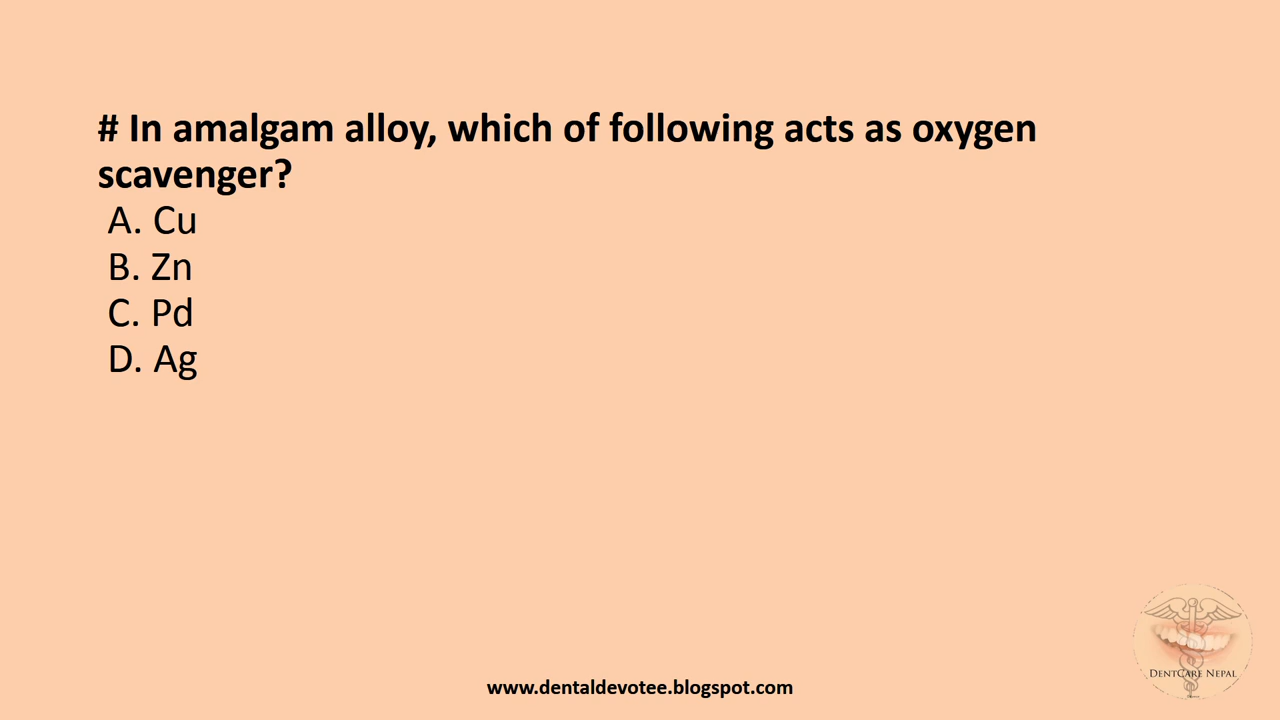 # In amalgam alloy, which of following acts as oxygen
scavenger?
A. Cu
B. Zn
C. Pd
D. Ag
DentCare Nepal
www.dentaldevotee.blogspot.com